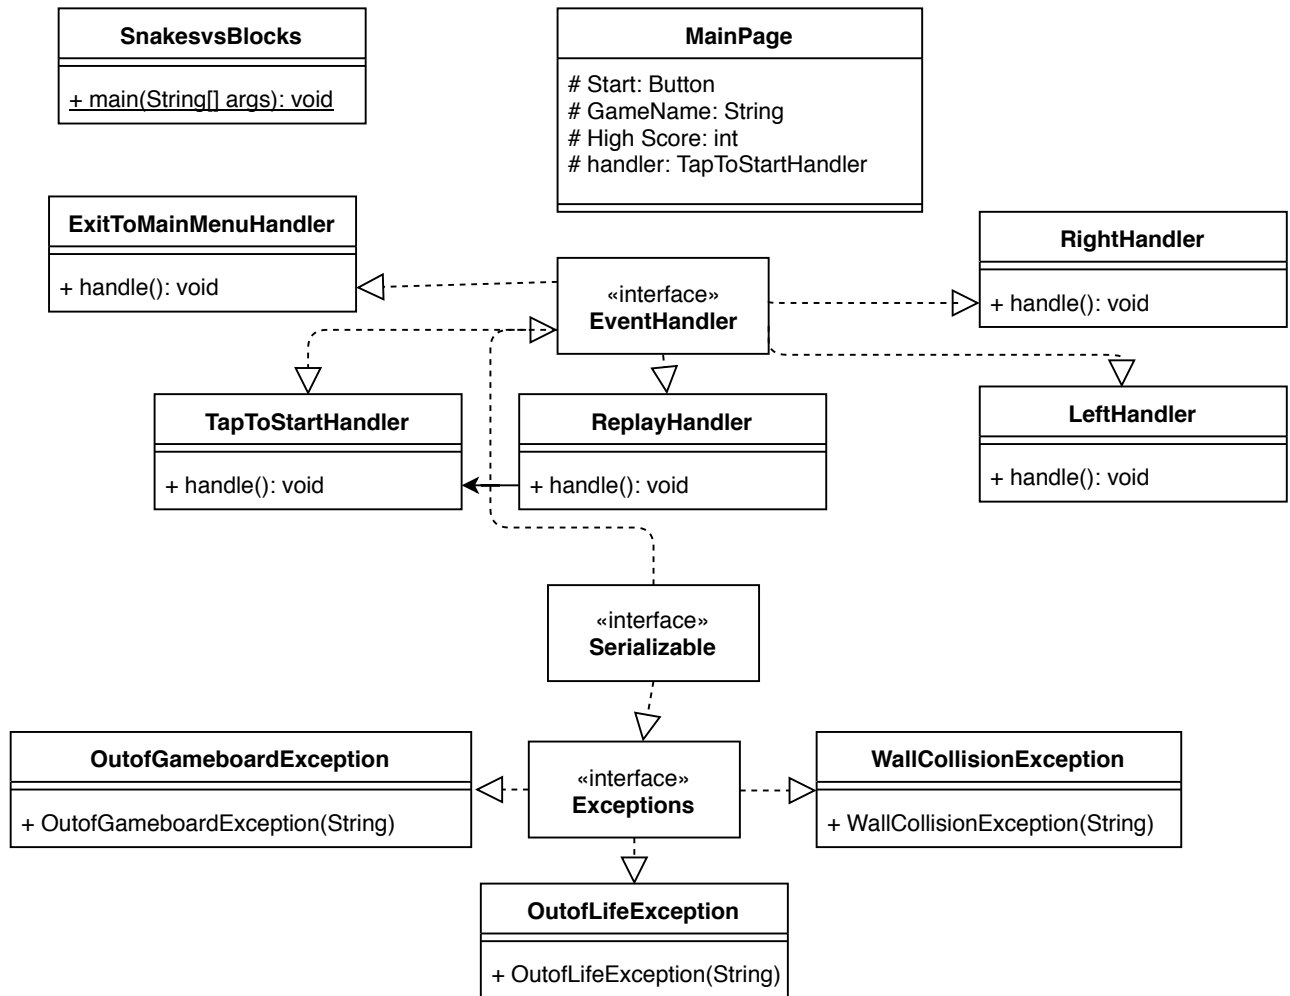 SnakesvsBlocks
+ main(String[] args): void
MainPage
# Start: Button
# GameName: String
# High Score: int
# handler: TapToStartHandler
ExitToMainMenuHandler
+ handle(): void
«interface»
EventHandler
RightHandler
+ handle(): void
TapToStartHandler
+ handle(): void
ReplayHandler
+ handle(): void
LeftHandler
+ handle(): void
«interface»
Serializable
OutofGameboardException
+ OutofGameboardException(String)
«interface»
Exceptions
WallCollisionException
+ WallCollisionException(String)
OutofLifeException
+ OutofLifeException(String)